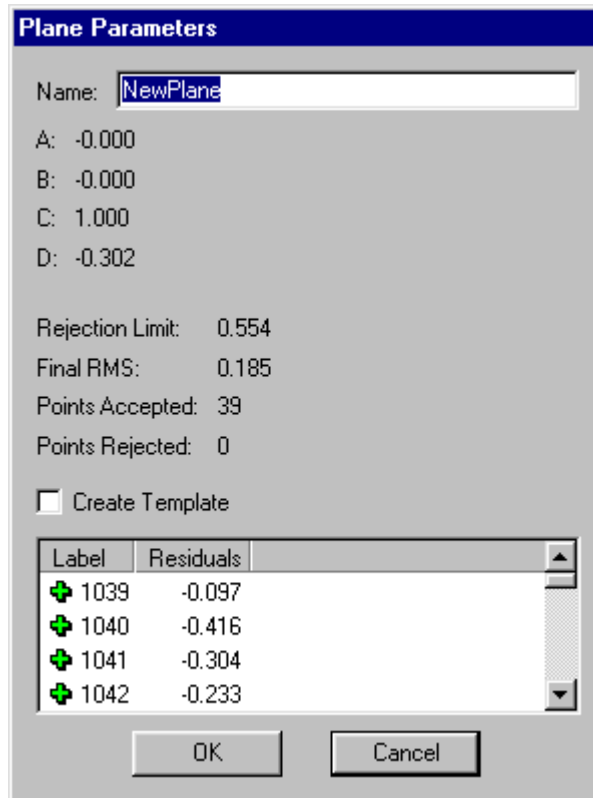 Plane Parameters
Name: NewPlane
A: -0.000
B: -0.000
C: 1.000
D: -0.302
Rejection Limit: 0.554
Final RMS: 0.185
Points Accepted: 39
Points Rejected: 0
Create Template
Label Residuals
1039 -0.097
1040 -0.416
1041 -0.304
1042 -0.233
OK Cancel